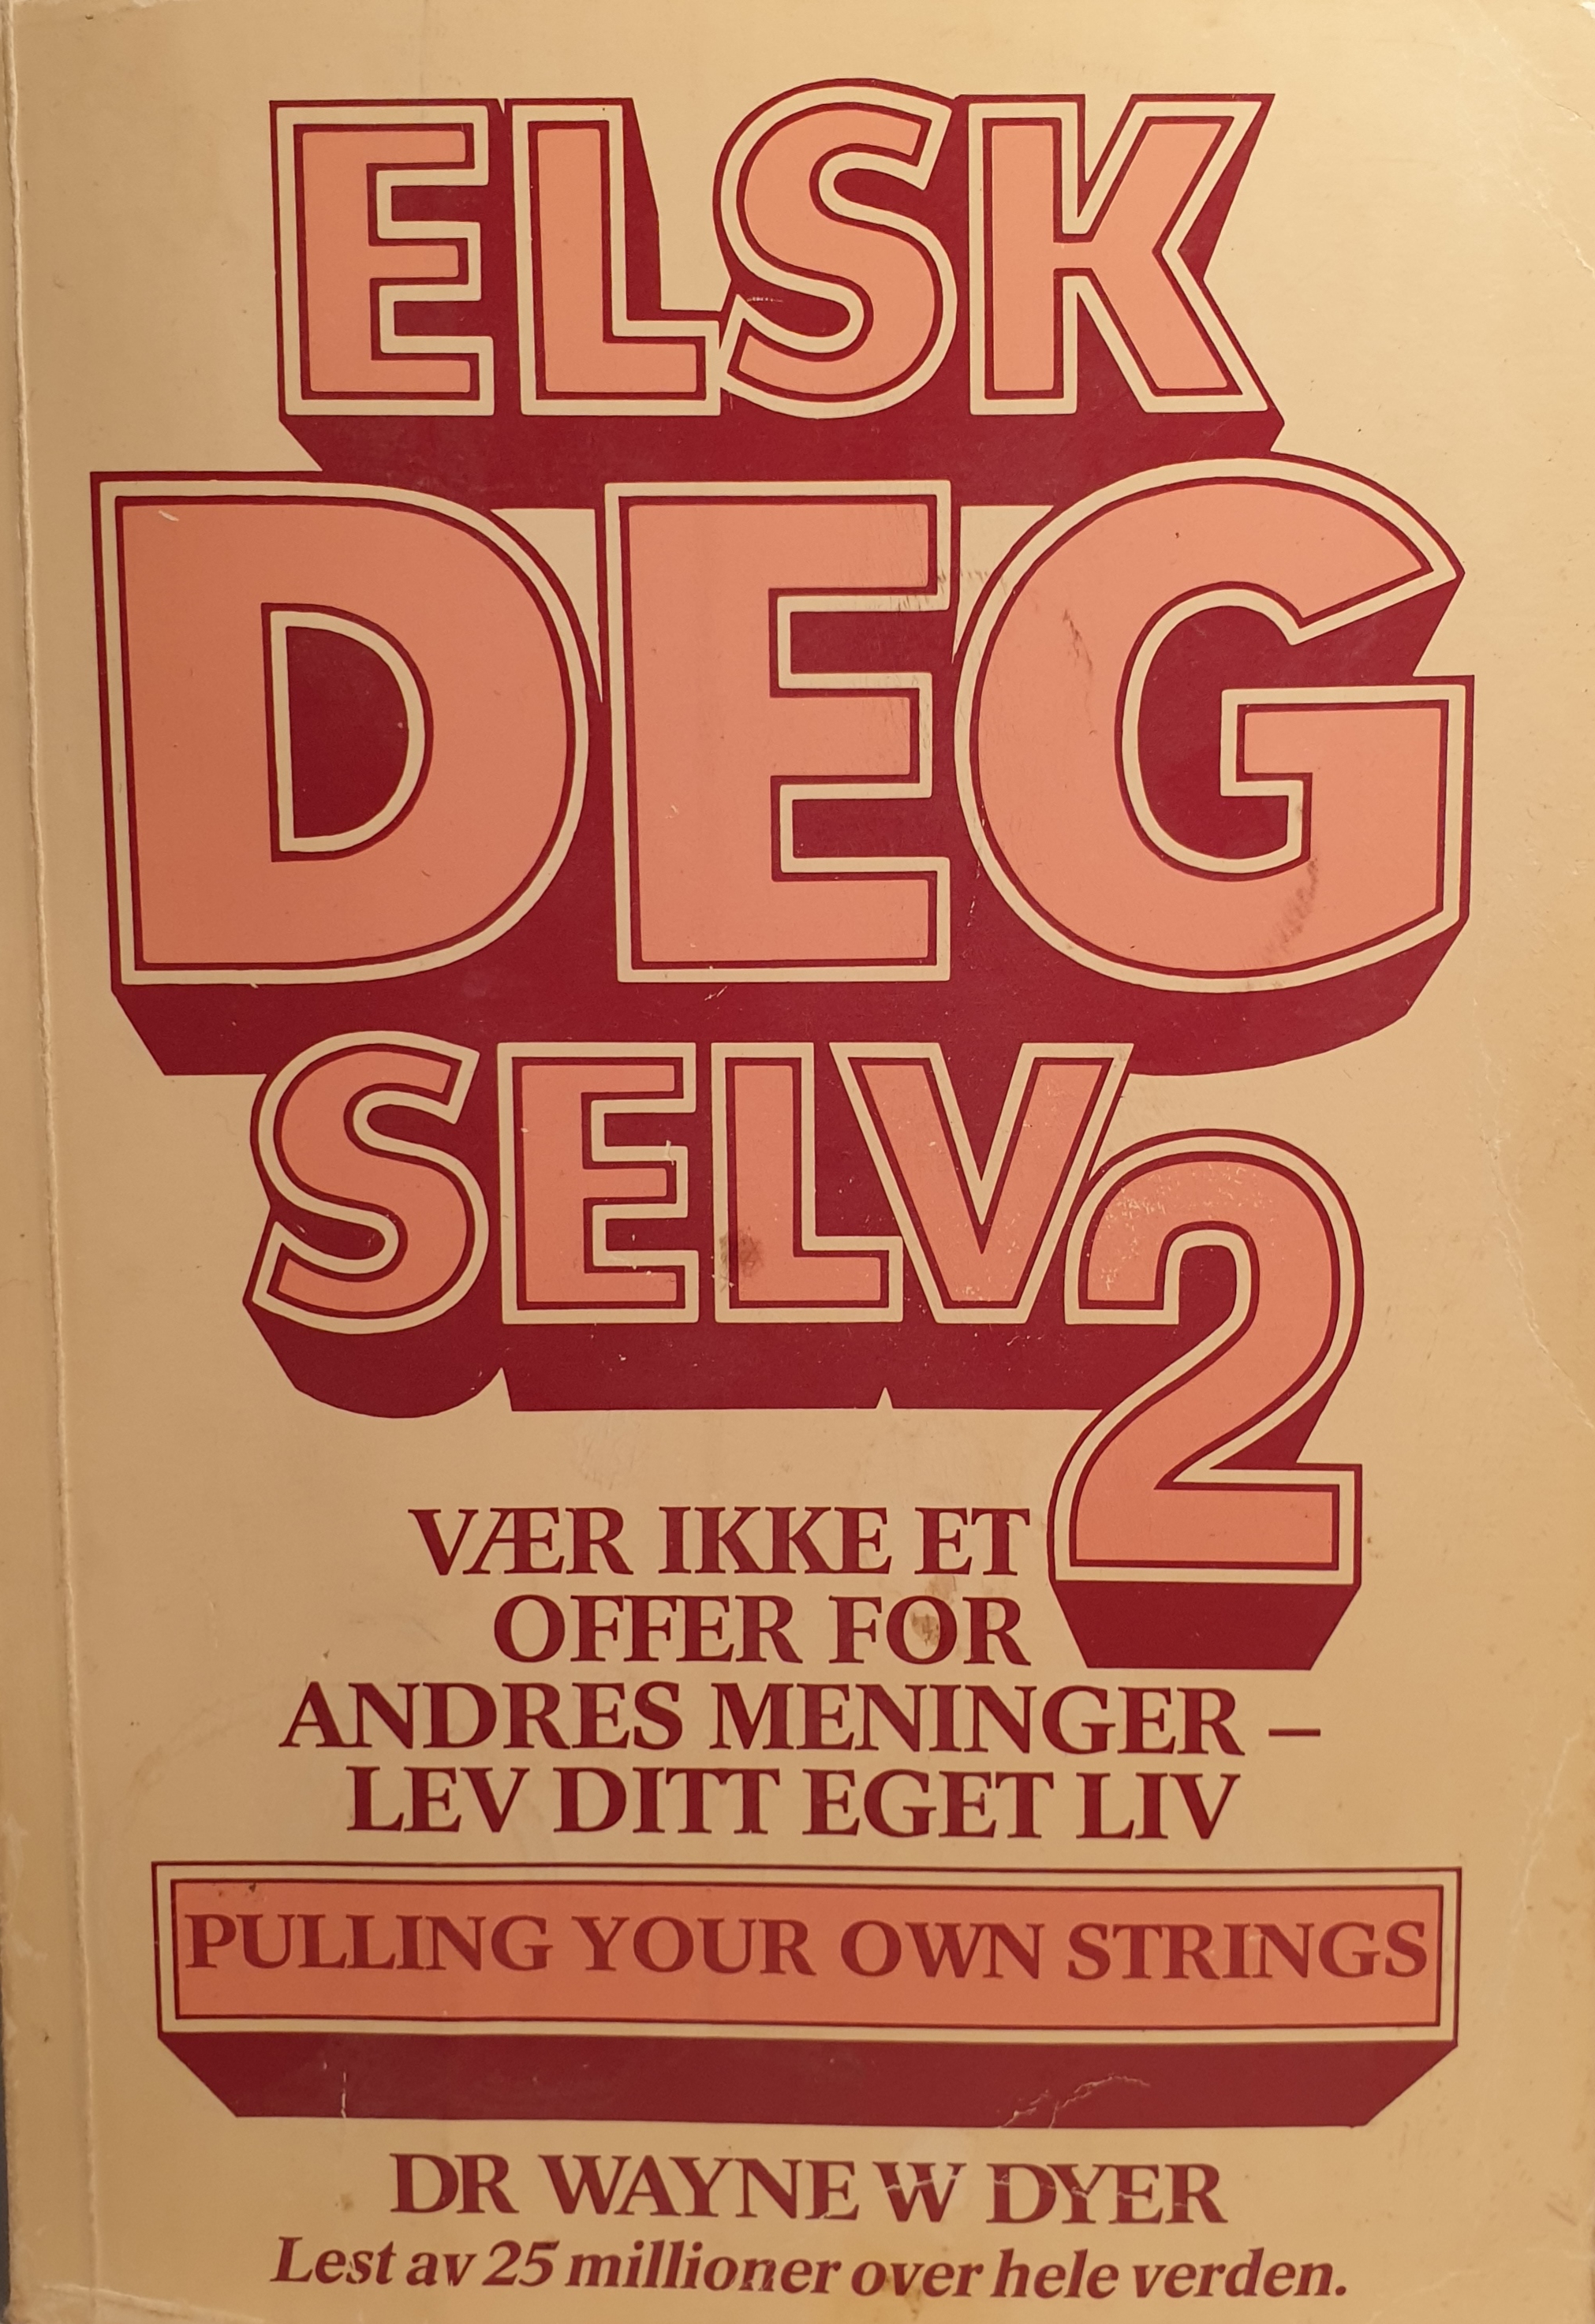 ELSK
DEG
SELV 2
VÆR IKKE ET
OFFER FOR
ANDRES MENINGER –
LEV DITT EGET LIV
PULLING YOUR OWN STRINGS
DR WAYNE W DYER
Lest av 25 millioner over hele verden.